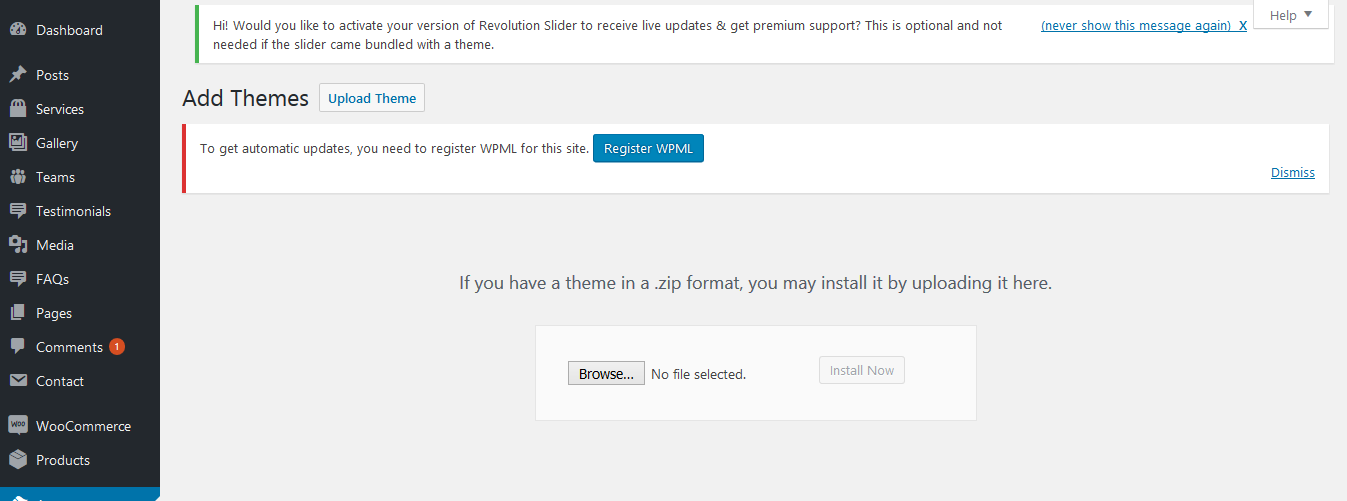 Dashboard
Posts
Services
Gallery
Teams
Testimonials
Media
FAQs
Pages
Comments 1
Contact
WOO WooCommerce
Products
Hi! Would you like to activate your version of Revolution Slider to receive live updates & get premium support? This is optional and not
needed if the slider came bundled with a theme.
(never show this message again) X
Help
Add Themes Upload Theme
To get automatic updates, you need to register WPML for this site. Register WPML
Dismiss
If you have a theme in a .zip format, you may install it by uploading it here.
Browse... No file selected. Install Now